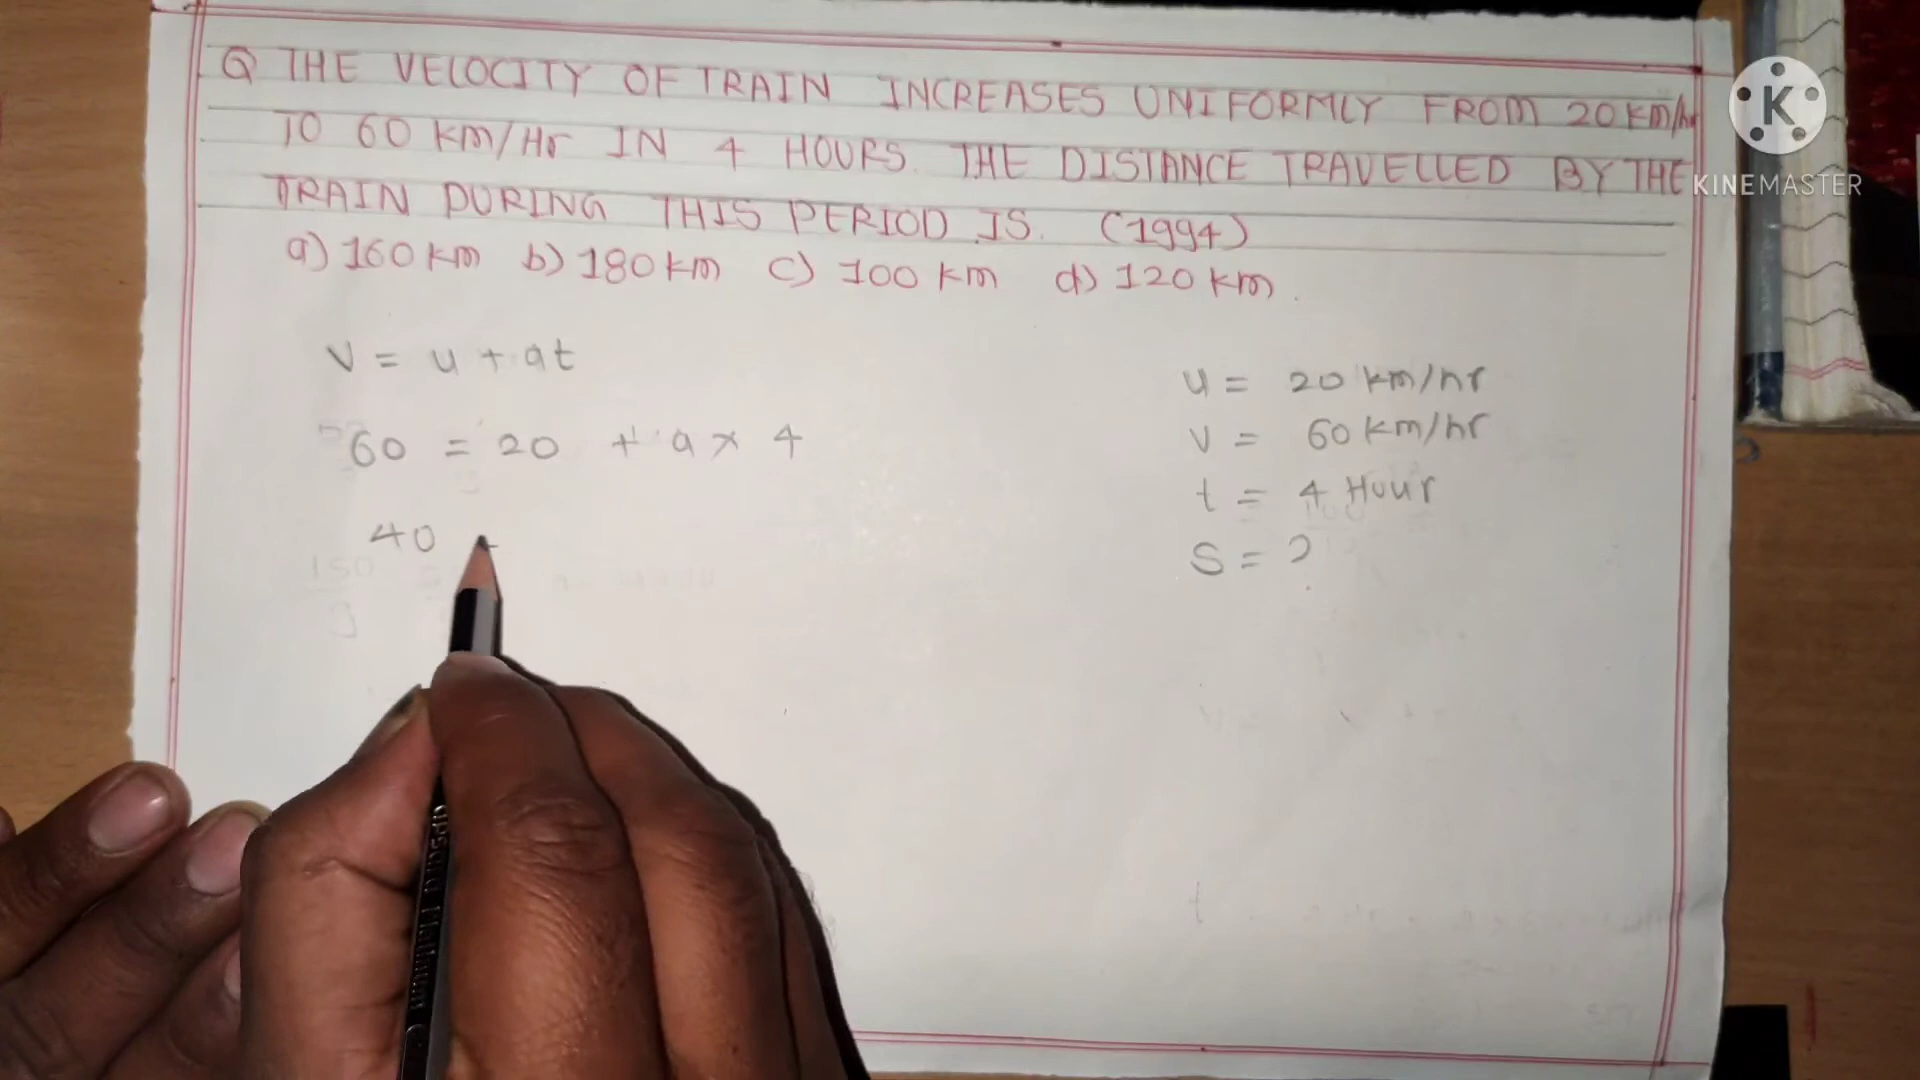 Q THE VELOCITY OF TRAIN INCREASES UNIFORMLY FROM 20 KM/hr
TO 60 KM/Hr IN 4 HOURS. THE DISTANCE TRAVELLED BY THE
TRAIN DURING THIS PERIOD IS. (1994)
a) 160 km b) 180 km c) 100 km d) 120 km.
V = u + at
60 = 20 + a x 4
40
u = 20 km/hr
v = 60 km/hr
t = 4 Hour
S = ?
K
KINEMASTER